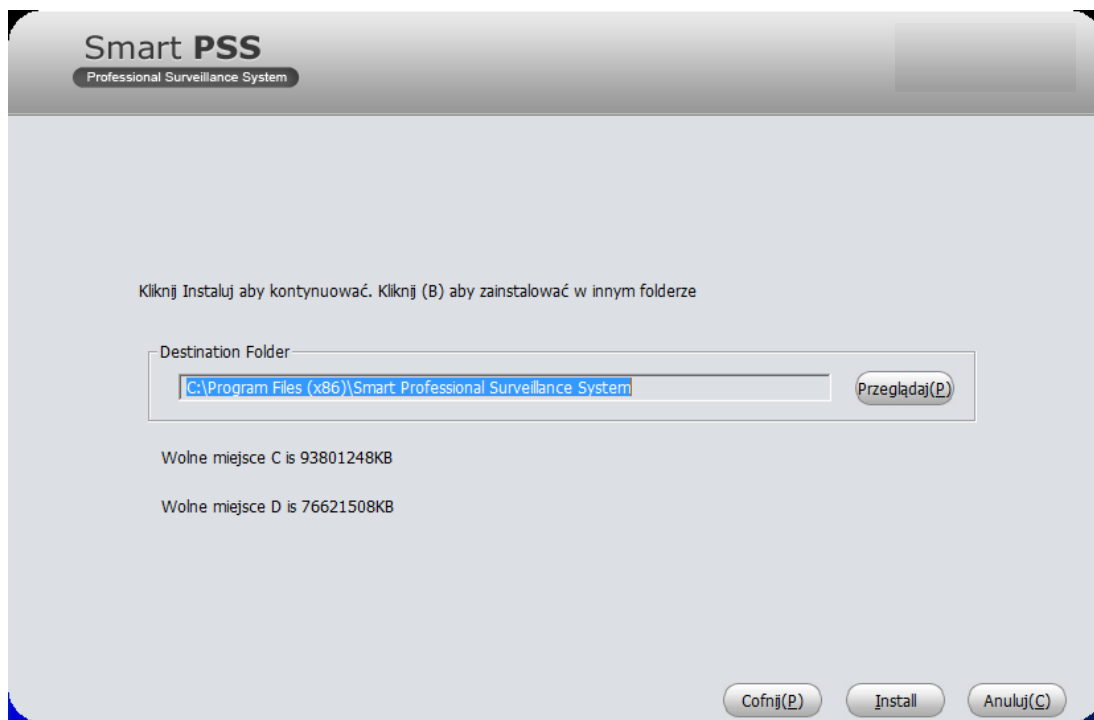 Smart PSS
Professional Surveillance System
Kliknij Instaluj aby kontynuować. Kliknij (B) aby zainstalować w innym folderze
Destination Folder
C:\Program Files (x86)\Smart Professional Surveillance System
Przeglądaj(P)
Wolne miejsce C is 93801248KB
Wolne miejsce D is 76621508KB
Cofnij(P)
Install
Anuluj(C)